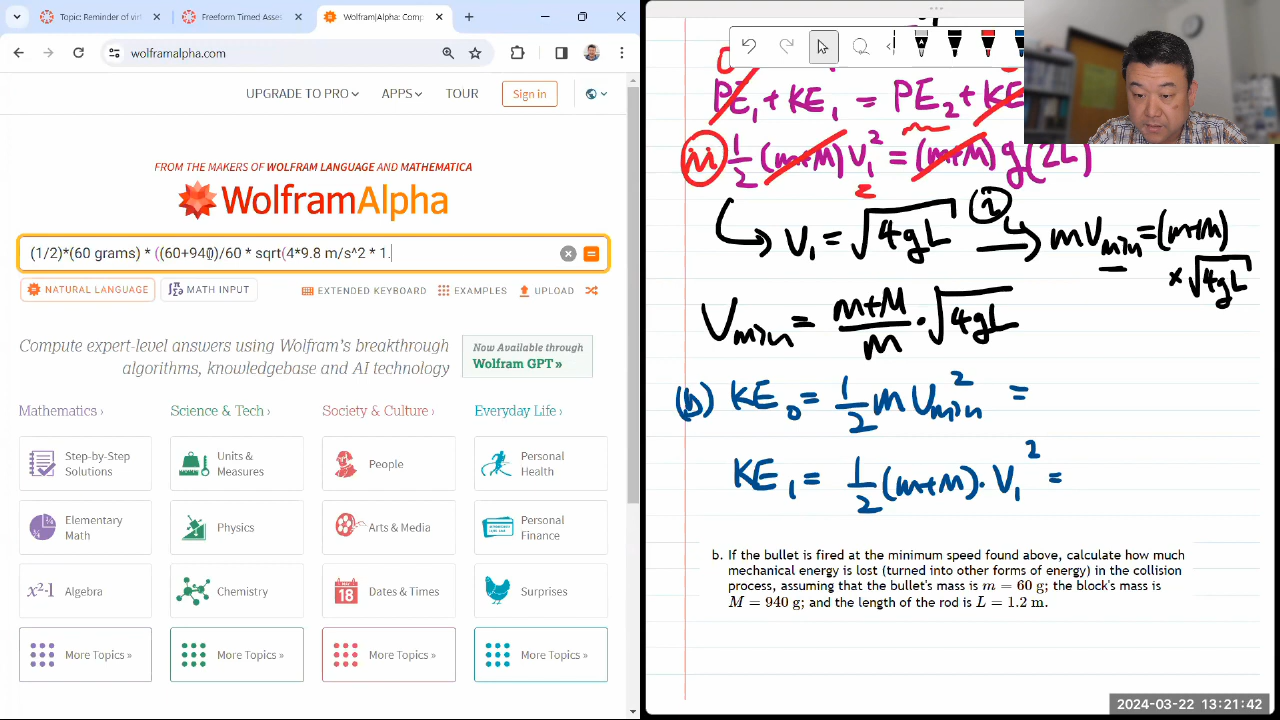 Topic: Reminder of vir
Freeform Timed Asset
Wolfram|Alpha: Comp
wolframalpha.com
UPGRADE TO PRO
APPS
TOUR
Sign in
FROM THE MAKERS OF WOLFRAM LANGUAGE AND MATHEMATICA
WolframAlpha
(1/2)*(60 grams) * ((60+940)/60 * sqrt(4*9.8 m/s^2 * 1.
NATURAL LANGUAGE
MATH INPUT
EXTENDED KEYBOARD
EXAMPLES
UPLOAD
Compute expert-level answers using Wolfram's breakthrough
algorithms, knowledgebase and AI technology
Now Available through
Wolfram GPT »
Mathematics ›
Science & Tech ›
Society & Culture ›
Everyday Life ›
Step-by-Step Solutions
Units & Measures
People
Personal Health
Elementary Math
Physics
Arts & Media
Personal Finance
Algebra
Chemistry
Dates & Times
Surprises
More Topics »
More Topics »
More Topics »
More Topics »
PE₁ + KE₁ = PE₂ + KE
½ (m+M) V₁² = (m+M) g(2L)
V₁ = √4gL
mVmin = (m+M)
× √4gL
Vmin = (m+M)/m · √4gL
(b) KE₀ = ½ m Vmin² =
KE₁ = ½ (m+M) · V₁² =
b. If the bullet is fired at the minimum speed found above, calculate how much
mechanical energy is lost (turned into other forms of energy) in the collision
process, assuming that the bullet's mass is m = 60 g; the block's mass is
M = 940 g; and the length of the rod is L = 1.2 m.
2024-03-22 13:21:42